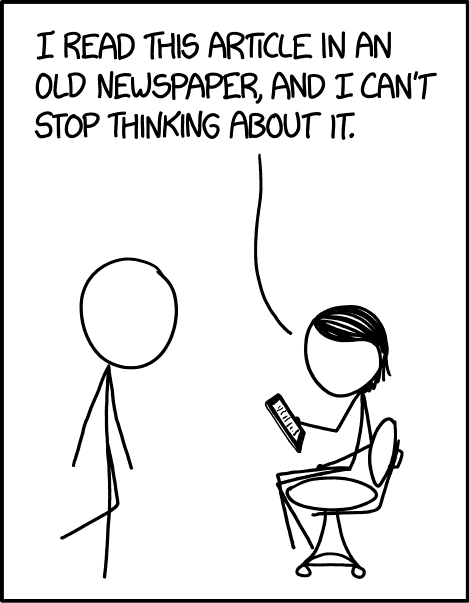 I READ THIS ARTICLE IN AN
OLD NEWSPAPER, AND I CAN'T
STOP THINKING ABOUT IT.